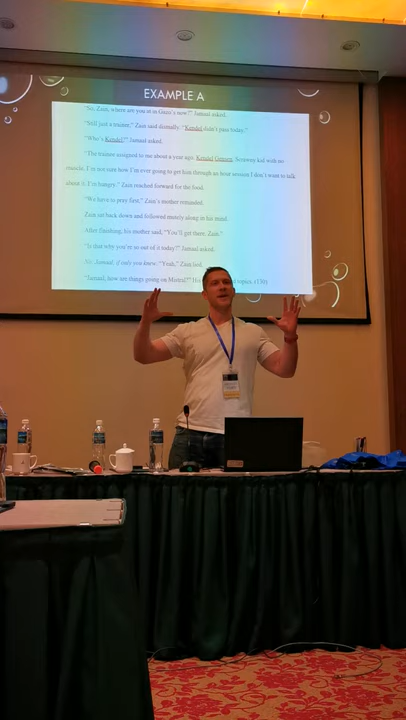 EXAMPLE A
"So, Zain, where are you at in now?" Jamaal asked.
"Still just a trainee," Zain said dismally. "Kendel didn't pass today."
"Who's Kendel?" Jamaal asked.
"The trainee assigned to me about a year ago. Scrawny kid with no
muscle. I'm not sure how I'm ever going to get him through an hour session I don't want to talk
about it. I'm hungry." Zain reached forward for the food.
"We have to pray first," Zain's mother reminded.
Zain sat back down and followed mutely along in his mind.
After finishing, his mother said, "You'll get there, Zain."
"Is that why you're so out of it today?" Jamaal asked.
No, Jamaal, if only you knew. "Yeah," Zain lied.
"Jamaal, how are things going on Mistral?" His topics. (130)